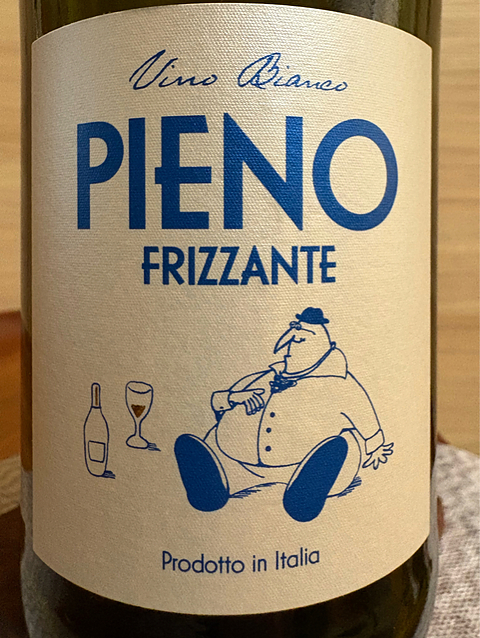 Vino Bianco
PIENO
FRIZZANTE
Prodotto in Italia